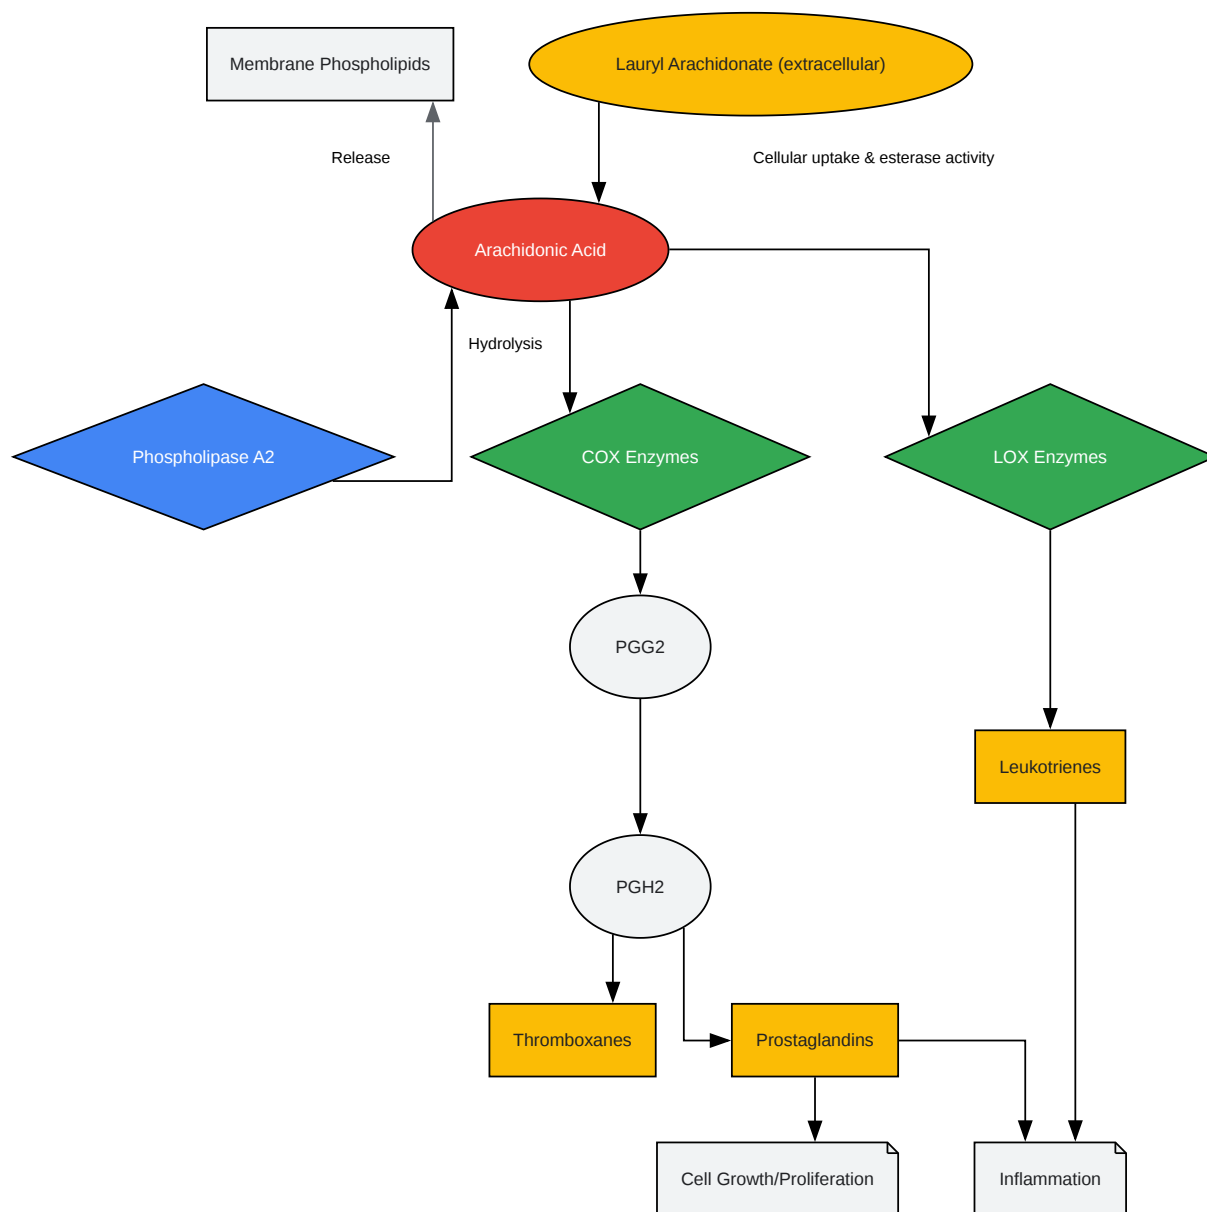 Membrane Phospholipids
Lauryl Arachidonate (extracellular)
Release
Cellular uptake & esterase activity
Arachidonic Acid
Hydrolysis
Phospholipase A2
COX Enzymes
LOX Enzymes
PGG2
Leukotrienes
PGH2
Thromboxanes
Prostaglandins
Cell Growth/Proliferation
Inflammation